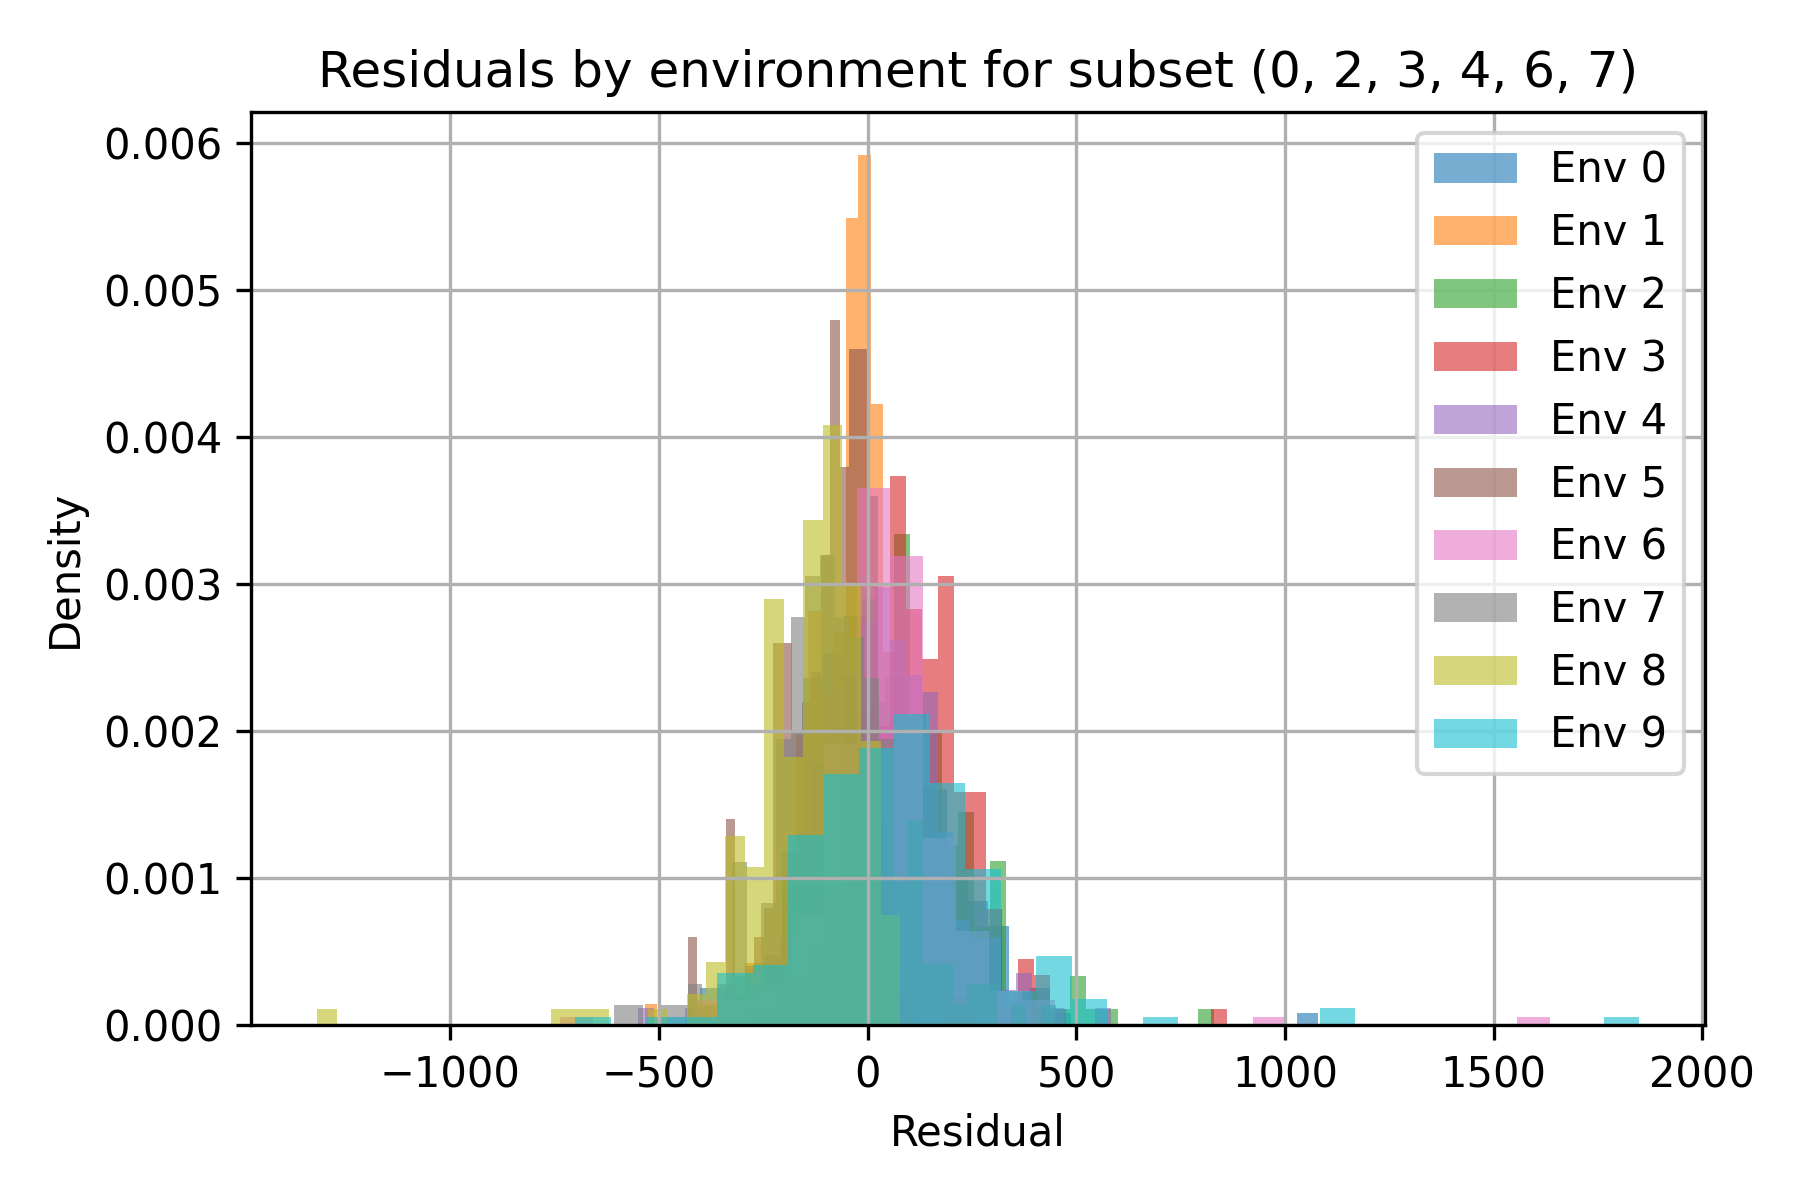 Residuals by environment for subset (0, 2, 3, 4, 6, 7)
0.006
0.005
0.004
0.003
0.002
0.001
0.000
Density
−1000
−500
0
500
1000
1500
2000
Residual
Env 0
Env 1
Env 2
Env 3
Env 4
Env 5
Env 6
Env 7
Env 8
Env 9